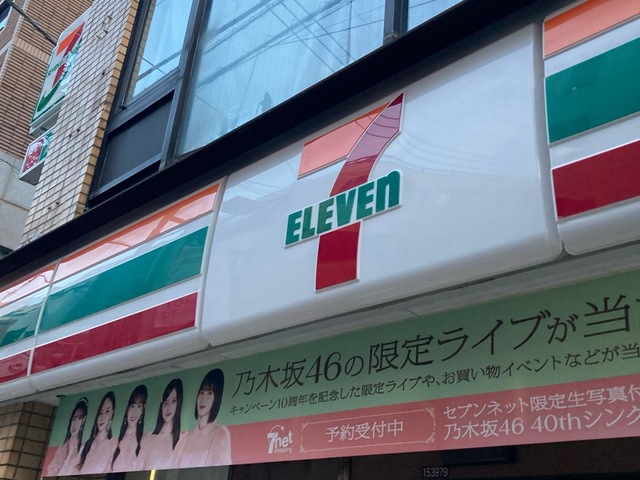 7
ELEVEn
乃木坂46の限定ライブが当
キャンペーン10周年を記念した限定ライブや、お買い物イベントなどが当
7net
shopping
予約受付中
セブンネット限定生写真付
乃木坂46 40thシング
153979